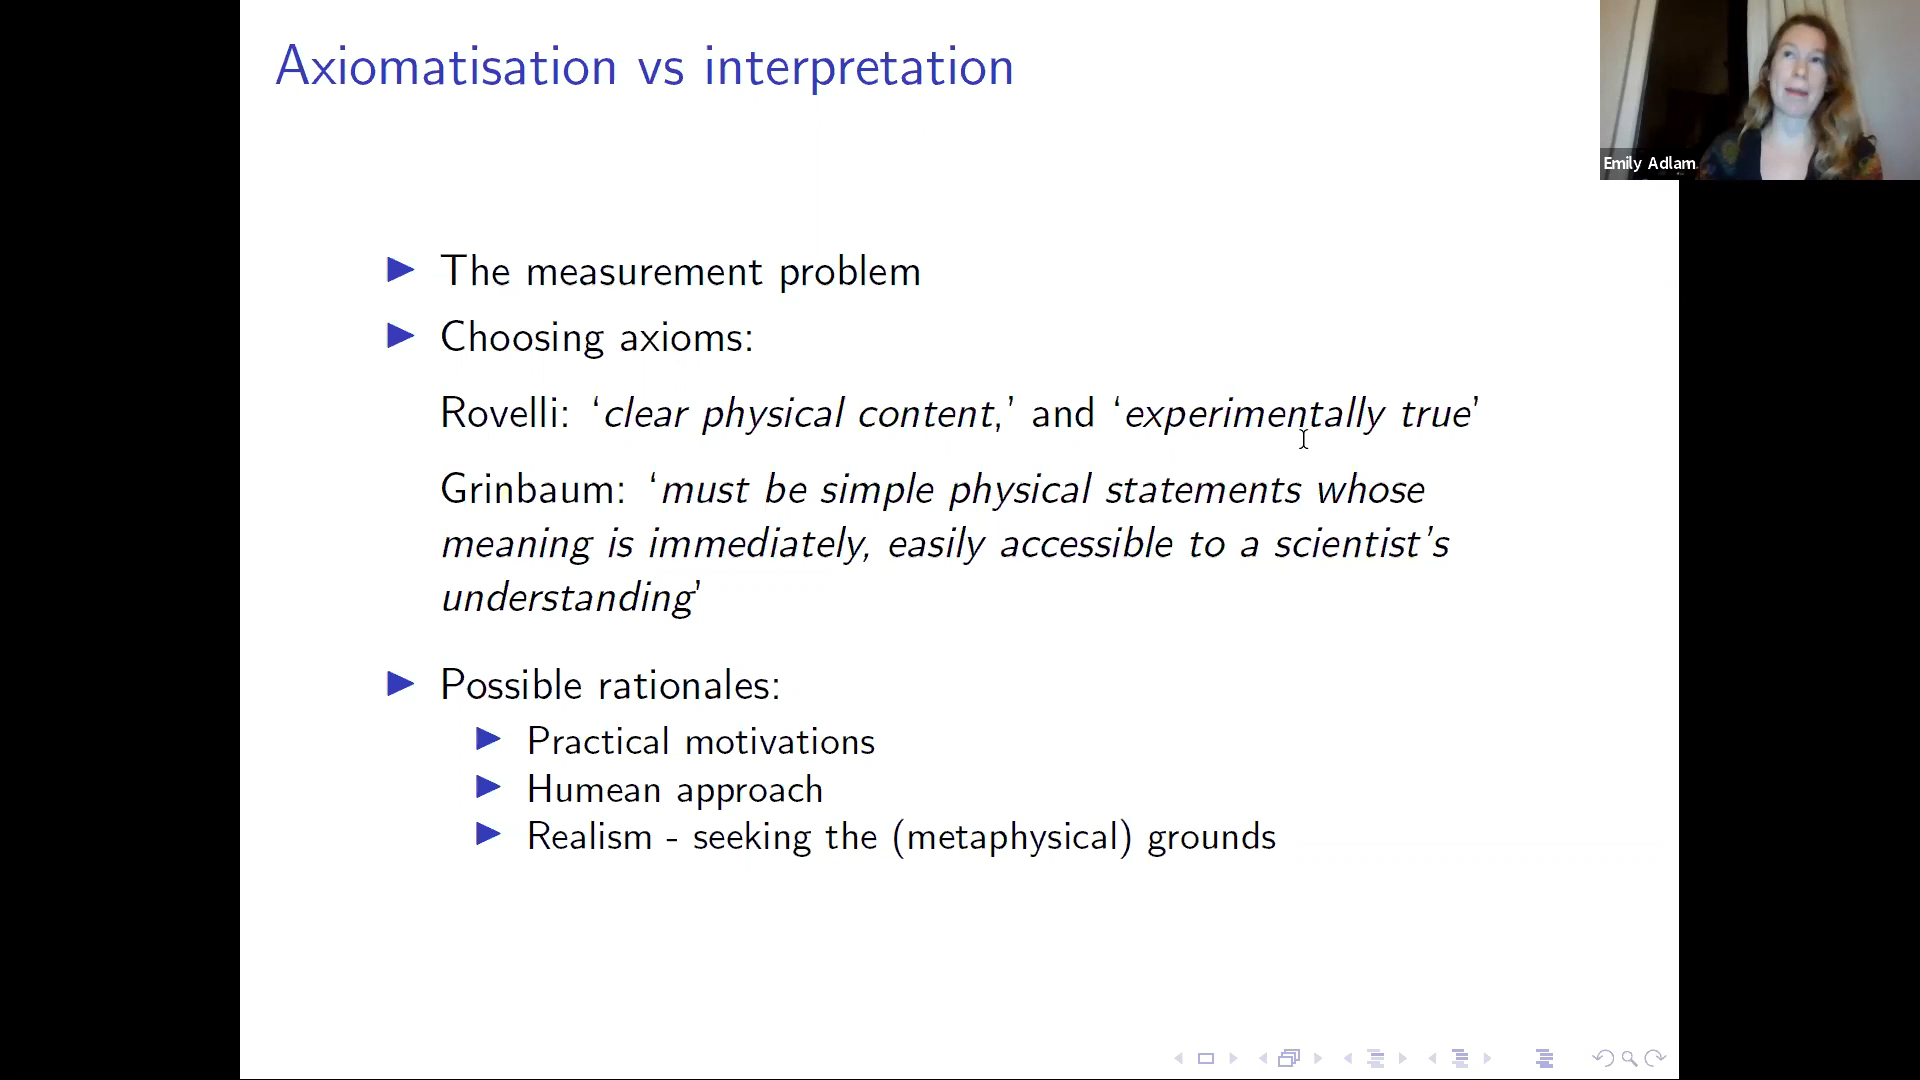 Axiomatisation vs interpretation
Emily Adlam
The measurement problem
Choosing axioms:
Rovelli: ‘clear physical content,’ and ‘experimentally true’
Grinbaum: ‘must be simple physical statements whose
meaning is immediately, easily accessible to a scientist’s
understanding’
Possible rationales:
Practical motivations
Humean approach
Realism - seeking the (metaphysical) grounds